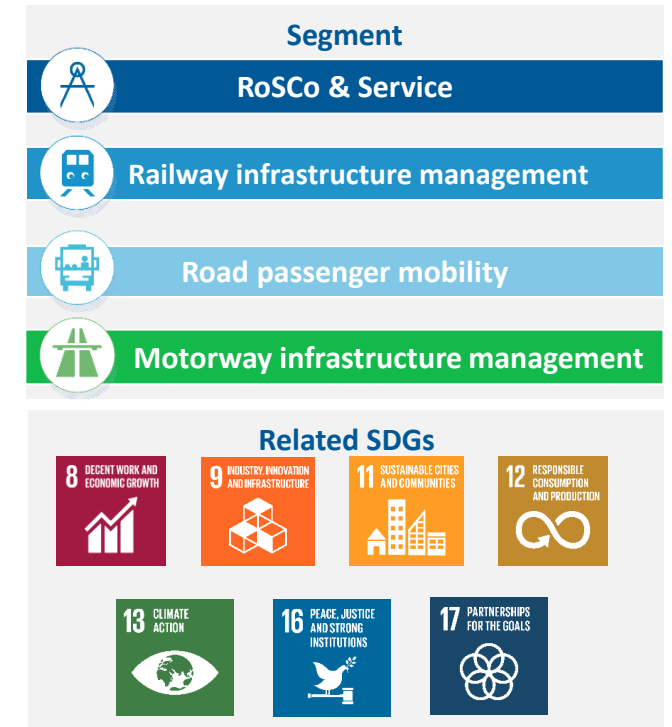 Segment
RoSCo & Service
Railway infrastructure management
Road passenger mobility
Motorway infrastructure management
Related SDGs
8 DECENT WORK AND
ECONOMIC GROWTH
9 INDUSTRY, INNOVATION
AND INFRASTRUCTURE
11 SUSTAINABLE CITIES
AND COMMUNITIES
12 RESPONSIBLE
CONSUMPTION
AND PRODUCTION
13 CLIMATE
ACTION
16 PEACE, JUSTICE
AND STRONG
INSTITUTIONS
17 PARTNERSHIPS
FOR THE GOALS